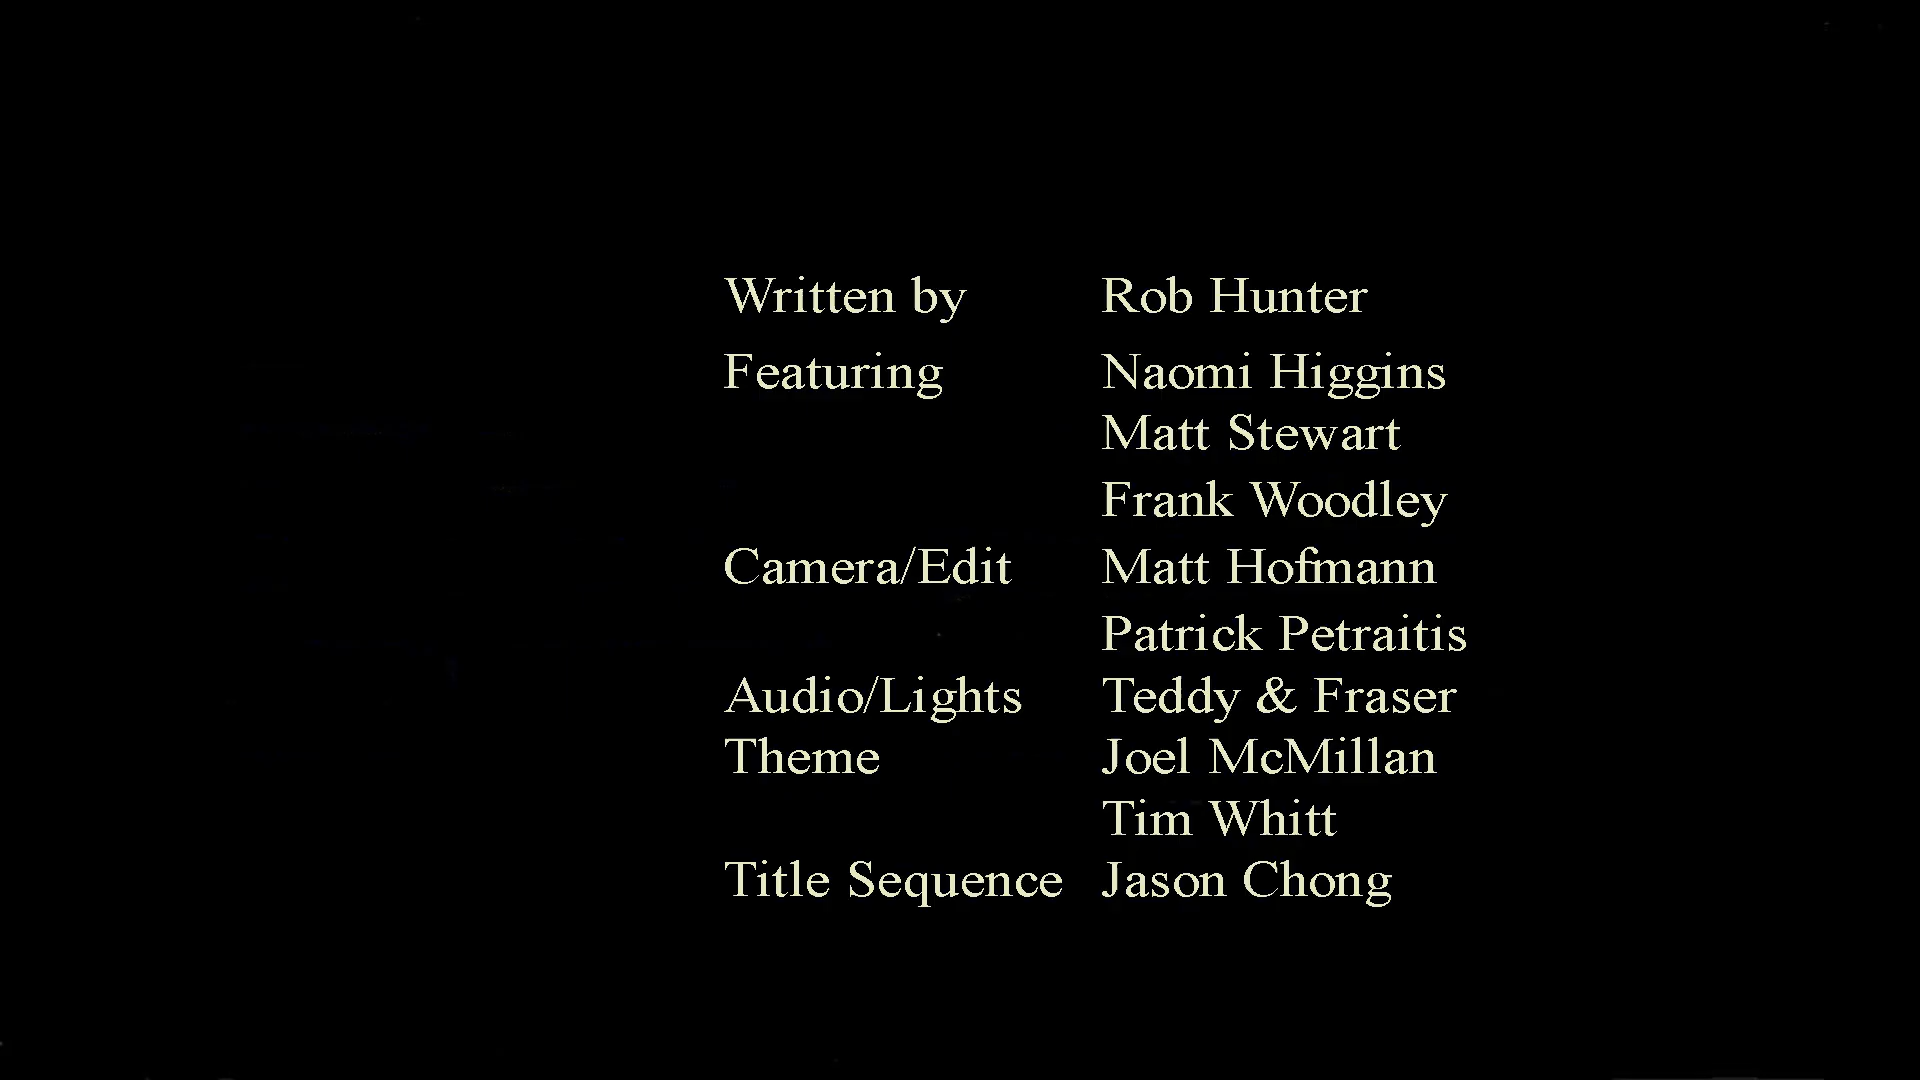 Written by Rob Hunter
Featuring Naomi Higgins
Matt Stewart
Frank Woodley
Camera/Edit Matt Hofmann
Patrick Petraitis
Audio/Lights Teddy & Fraser
Theme Joel McMillan
Tim Whitt
Title Sequence Jason Chong